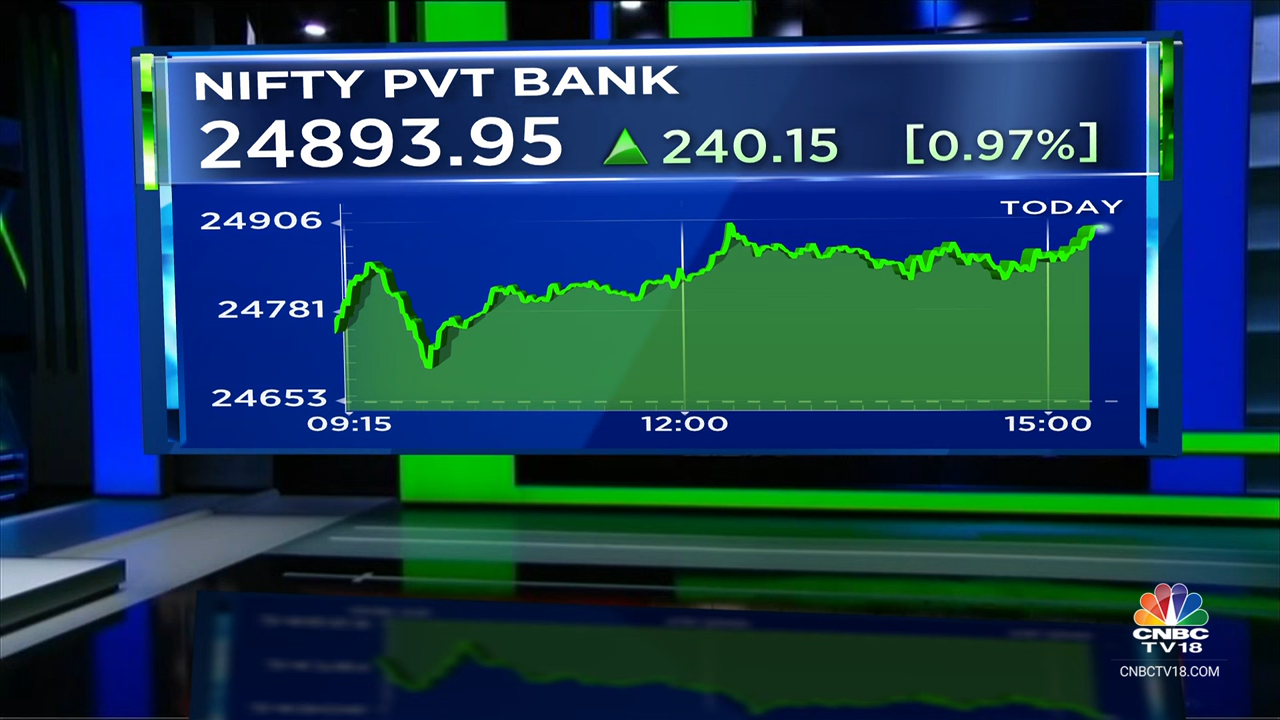 NIFTY PVT BANK
24893.95 ▲ 240.15 [0.97%]
TODAY
24906
24781
24653
09:15 12:00 15:00
CNBC
TV18
CNBCTV18.COM